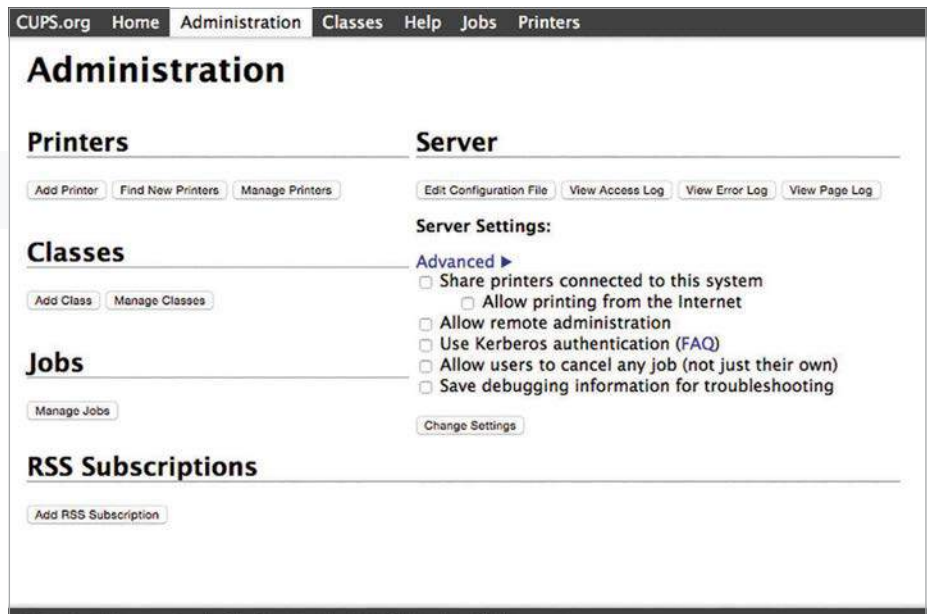 CUPS.org Home Administration Classes Help Jobs Printers
Administration
Printers
Add Printer Find New Printers Manage Printers
Classes
Add Class Manage Classes
Jobs
Manage Jobs
Server
Edit Configuration File View Access Log View Error Log View Page Log
Server Settings:
Advanced ▶
Share printers connected to this system
Allow printing from the Internet
Allow remote administration
Use Kerberos authentication (FAQ)
Allow users to cancel any job (not just their own)
Save debugging information for troubleshooting
Change Settings
RSS Subscriptions
Add RSS Subscription